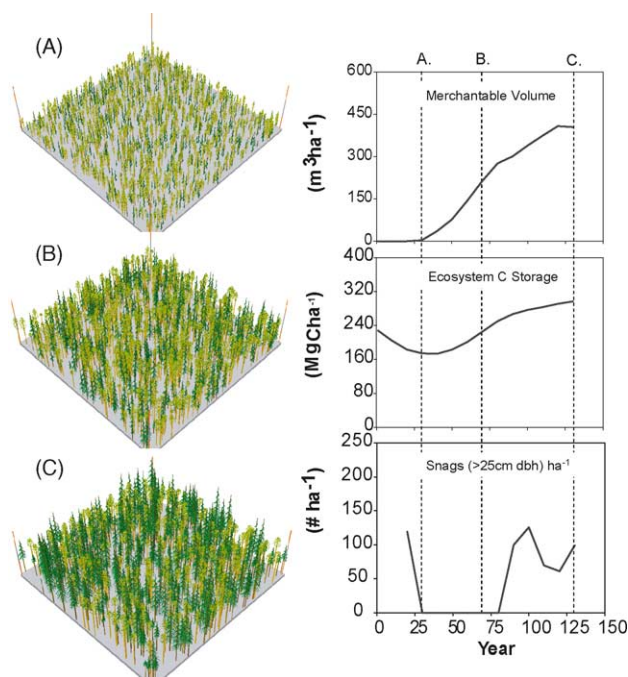 (A)
(B)
(C)
A. B. C.
600
Merchantable Volume
450
300
150
0
(m³ha⁻¹)
400
Ecosystem C Storage
320
240
160
80
0
(MgCha⁻¹)
250
Snags (>25cm dbh) ha⁻¹
200
150
100
50
0
(# ha⁻¹)
0 25 50 75 100 125 150
Year